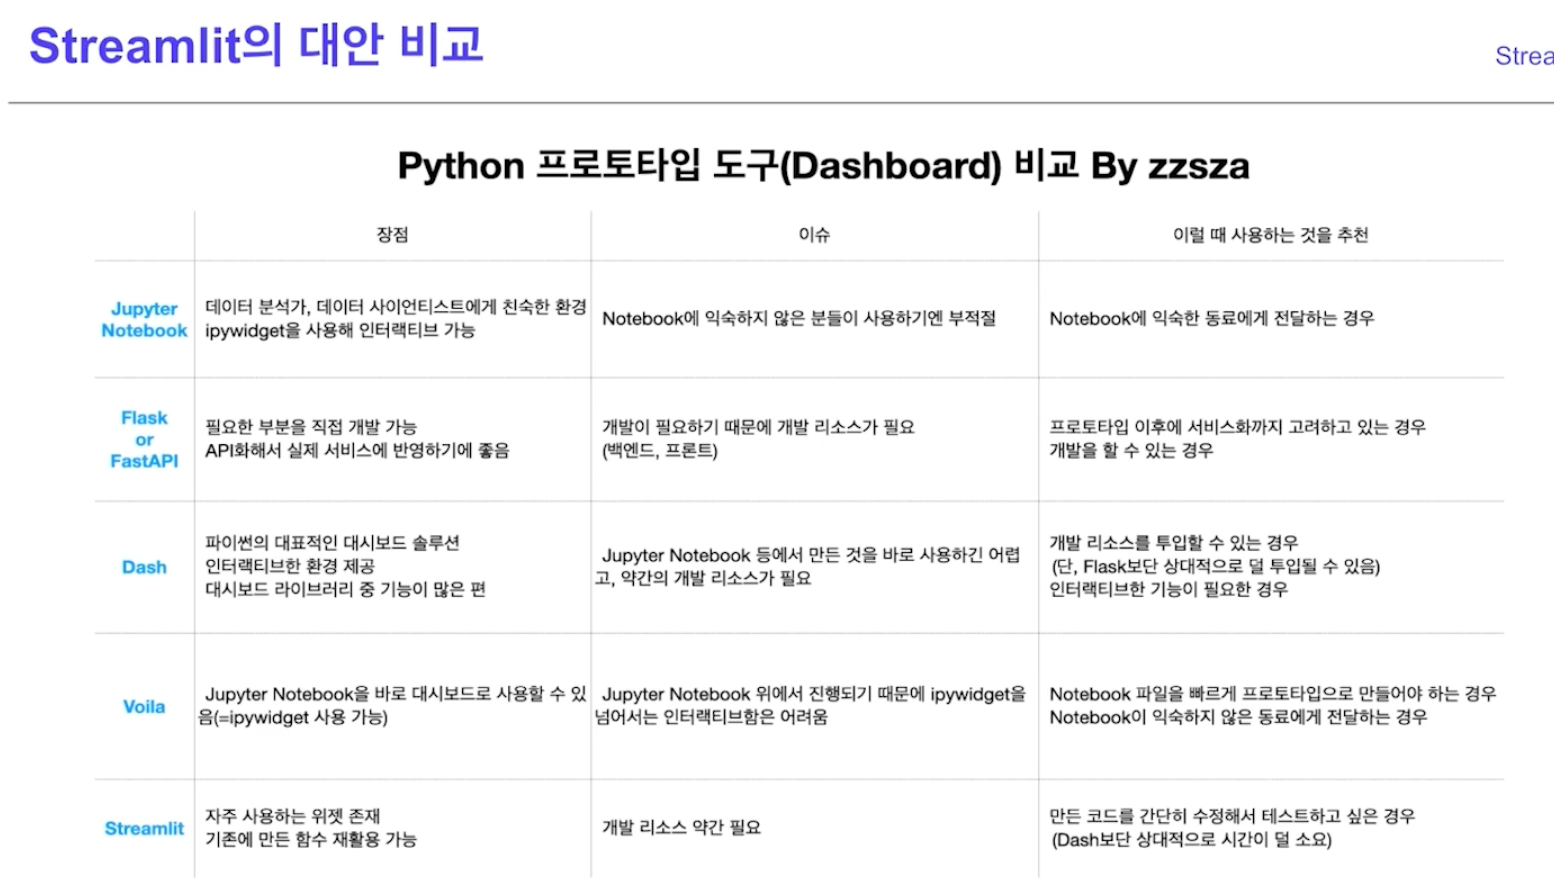 Streamlit의 대안 비교
Strea
Python 프로토타입 도구(Dashboard) 비교 By zzsza
장점
이슈
이럴 때 사용하는 것을 추천
Jupyter
Notebook
데이터 분석가, 데이터 사이언티스트에게 친숙한 환경
ipywidget을 사용해 인터랙티브 가능
Notebook에 익숙하지 않은 분들이 사용하기엔 부적절
Notebook에 익숙한 동료에게 전달하는 경우
Flask
or
FastAPI
필요한 부분을 직접 개발 가능
API화해서 실제 서비스에 반영하기에 좋음
개발이 필요하기 때문에 개발 리소스가 필요
(백엔드, 프론트)
프로토타입 이후에 서비스화까지 고려하고 있는 경우
개발을 할 수 있는 경우
Dash
파이썬의 대표적인 대시보드 솔루션
인터랙티브한 환경 제공
대시보드 라이브러리 중 기능이 많은 편
Jupyter Notebook 등에서 만든 것을 바로 사용하긴 어렵
고, 약간의 개발 리소스가 필요
개발 리소스를 투입할 수 있는 경우
(단, Flask보단 상대적으로 덜 투입될 수 있음)
인터랙티브한 기능이 필요한 경우
Voila
Jupyter Notebook을 바로 대시보드로 사용할 수 있
음(=ipywidget 사용 가능)
Jupyter Notebook 위에서 진행되기 때문에 ipywidget을
넘어서는 인터랙티브함은 어려움
Notebook 파일을 빠르게 프로토타입으로 만들어야 하는 경우
Notebook이 익숙하지 않은 동료에게 전달하는 경우
Streamlit
자주 사용하는 위젯 존재
기존에 만든 함수 재활용 가능
개발 리소스 약간 필요
만든 코드를 간단히 수정해서 테스트하고 싶은 경우
(Dash보단 상대적으로 시간이 덜 소요)